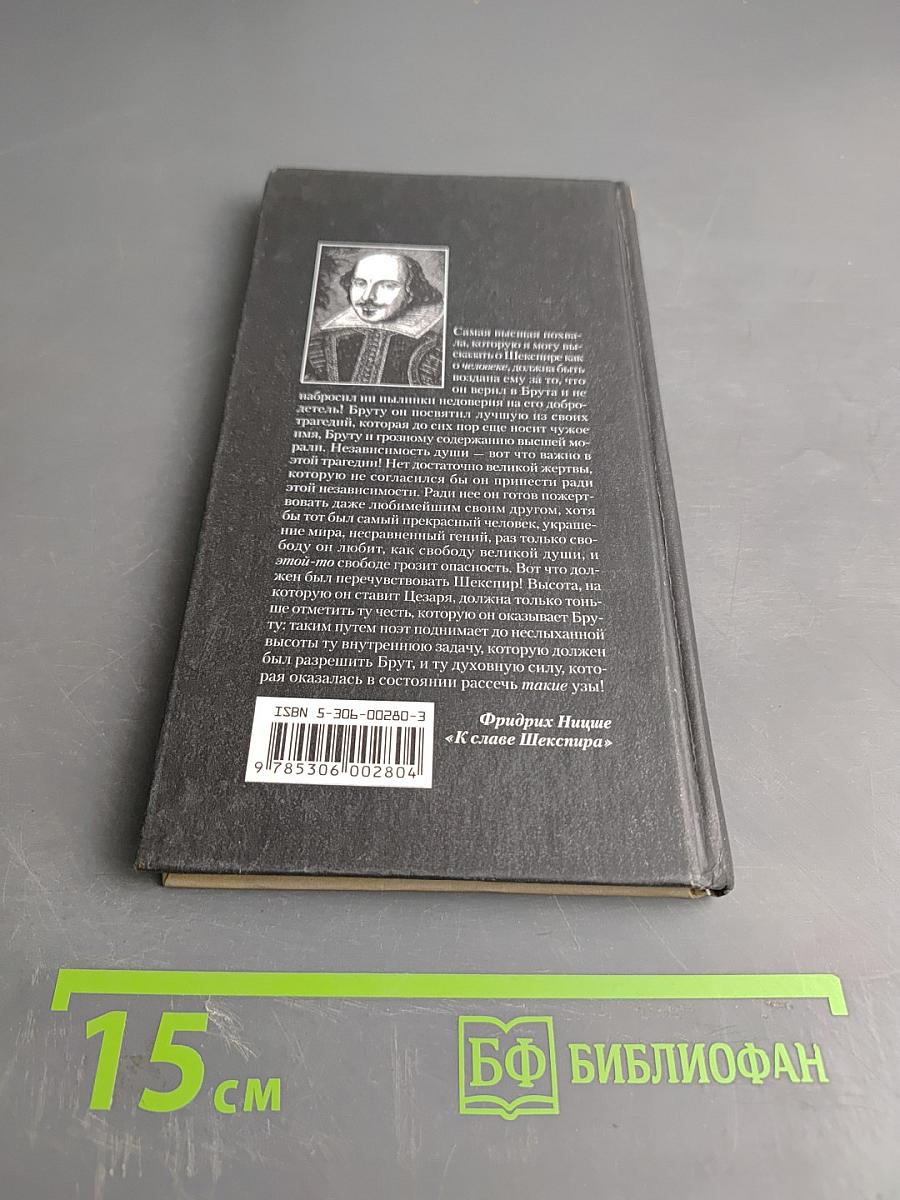 Самая высшая похва-
ла, которую я могу вы-
сказать о Шекспире как
о человеке, должна быть
воздана ему за то, что
он верил в Брута и не
набросил ни пылинки недоверия на его добро-
детель! Бруту он посвятил лучшую из своих
трагедий, которая до сих пор еще носит чужое
имя, Бруту и грозному содержанию высшей мо-
рали. Независимость души — вот что важно в
этой трагедии! Нет достаточно великой жертвы,
которую не согласился бы он принести ради
этой независимости. Ради нее он готов пожерт-
вовать даже любимейшим своим другом, хотя
бы тот был самый прекрасный человек, украше-
ние мира, несравненный гений, раз только сво-
боду он любит, как свободу великой души, и
этой-то свободе грозит опасность. Вот что дол-
жен был перечувствовать Шекспир! Высота, на
которую он ставит Цезаря, должна только тонь-
ше отметить ту честь, которую он оказывает Бру-
ту: таким путем поэт поднимает до неслыханной
высоты ту внутреннюю задачу, которую должен
был разрешить Брут, и ту духовную силу, кото-
рая оказалась в состоянии рассечь такие узы!
Фридрих Ницше
«К славе Шекспира»
ISBN 5-306-00280-3
9 785306 002804
15 см
БФ БИБЛИОФАН